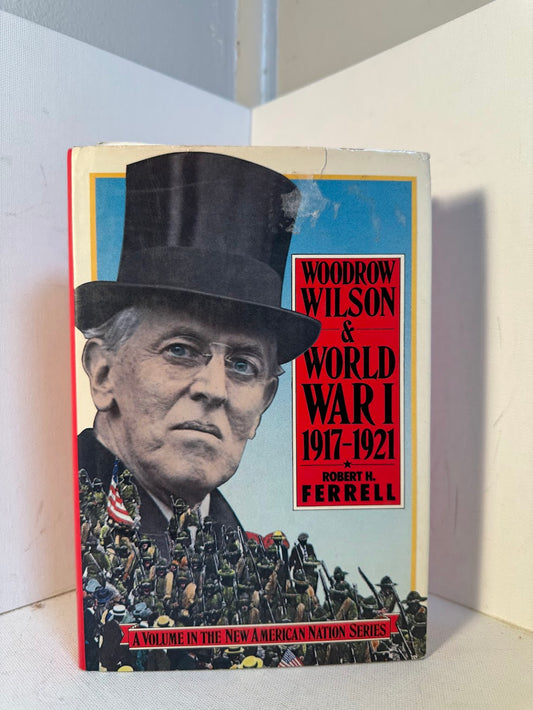 WOODROW
WILSON
&
WORLD
WAR I
1917-1921
ROBERT H.
FERRELL
A VOLUME IN THE NEW AMERICAN NATION SERIES